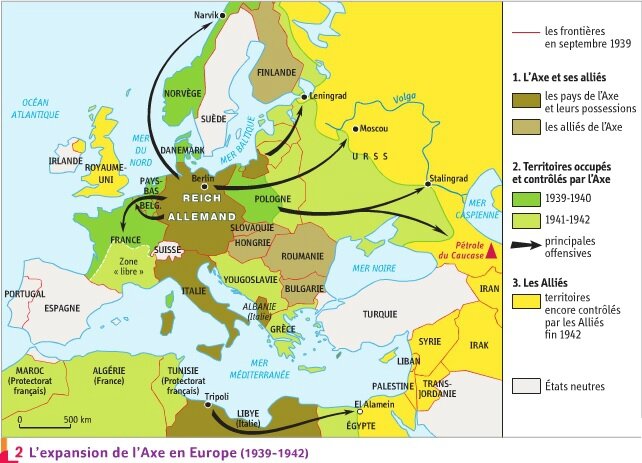 Narvik
les frontières
en septembre 1939
FINLANDE
NORVÈGE
Leningrad
1. L'Axe et ses alliés
les pays de l'Axe
et leurs possessions
les alliés de l'Axe
OCÉAN
ATLANTIQUE
Volga
SUÈDE
Moscou
MER
DU
NORD
MER BALTIQUE
IRLANDE
DANEMARK
U R S S
ROYAUME-
UNI
2. Territoires occupés
et contrôlés par l'Axe
1939-1940
1941-1942
principales
offensives
Berlin
Stalingrad
PAYS-
BAS
REICH
ALLEMAND
POLOGNE
BELG.
MER
CASPIENNE
SLOVAQUIE
FRANCE
HONGRIE
SUISSE
Pétrole
du Caucase
Zone
« libre »
ROUMANIE
3. Les Alliés
territoires
encore contrôlés
par les Alliés
fin 1942
MER NOIRE
YOUGOSLAVIE
IRAN
ITALIE
BULGARIE
PORTUGAL
ESPAGNE
ALBANIE
(Italie)
TURQUIE
GRÈCE
SYRIE
IRAK
MER
MÉDITERRANÉE
LIBAN
MAROC
(Protectorat
français)
ALGÉRIE
(France)
TUNISIE
(Protectorat
français)
PALESTINE
TRANS-
JORDANIE
États neutres
Tripoli
El Alamein
LIBYE
(Italie)
ÉGYPTE
0 500 km
2 L'expansion de l'Axe en Europe (1939-1942)